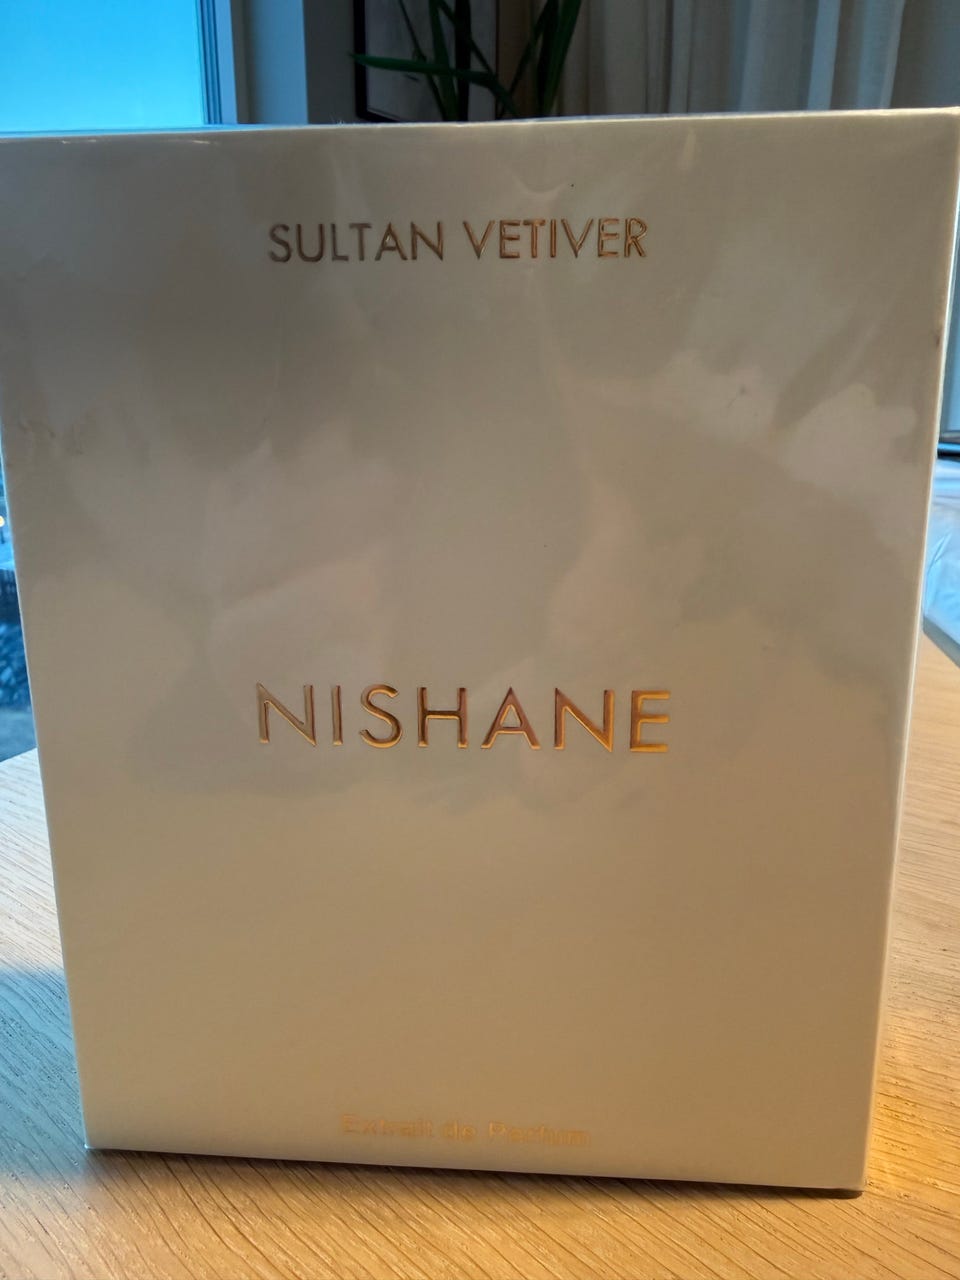 SULTAN VETIVER
NISHANE
Extrait de Parfum